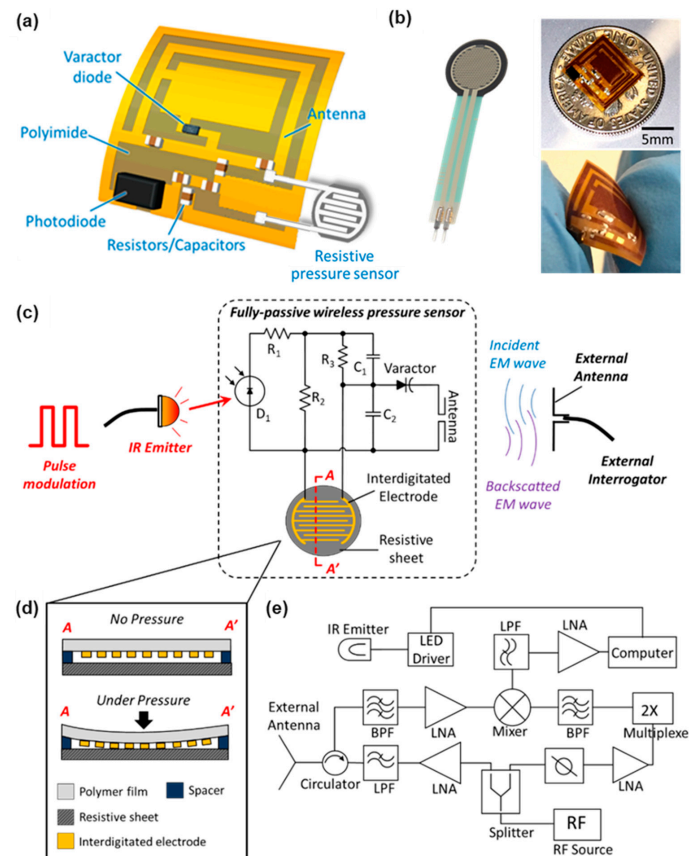 (a)
Varactor
diode
Antenna
Polyimide
Photodiode
Resistors/Capacitors
Resistive
pressure sensor
(b)
5mm
(c)
Fully-passive wireless pressure sensor
R1
R3
C1
Varactor
R2
C2
D1
Antenna
Pulse
modulation
IR Emitter
A
Interdigitated
Electrode
Resistive
sheet
A'
Incident
EM wave
External
Antenna
External
Interrogator
Backscatted
EM wave
(d)
No Pressure
A
A'
Under Pressure
A
A'
Polymer film
Spacer
Resistive sheet
Interdigitated electrode
(e)
IR Emitter
LED
Driver
LPF
LNA
Computer
External
Antenna
BPF
LNA
Mixer
BPF
2X
Multiplexe
Circulator
LPF
LNA
Splitter
LNA
RF
RF Source